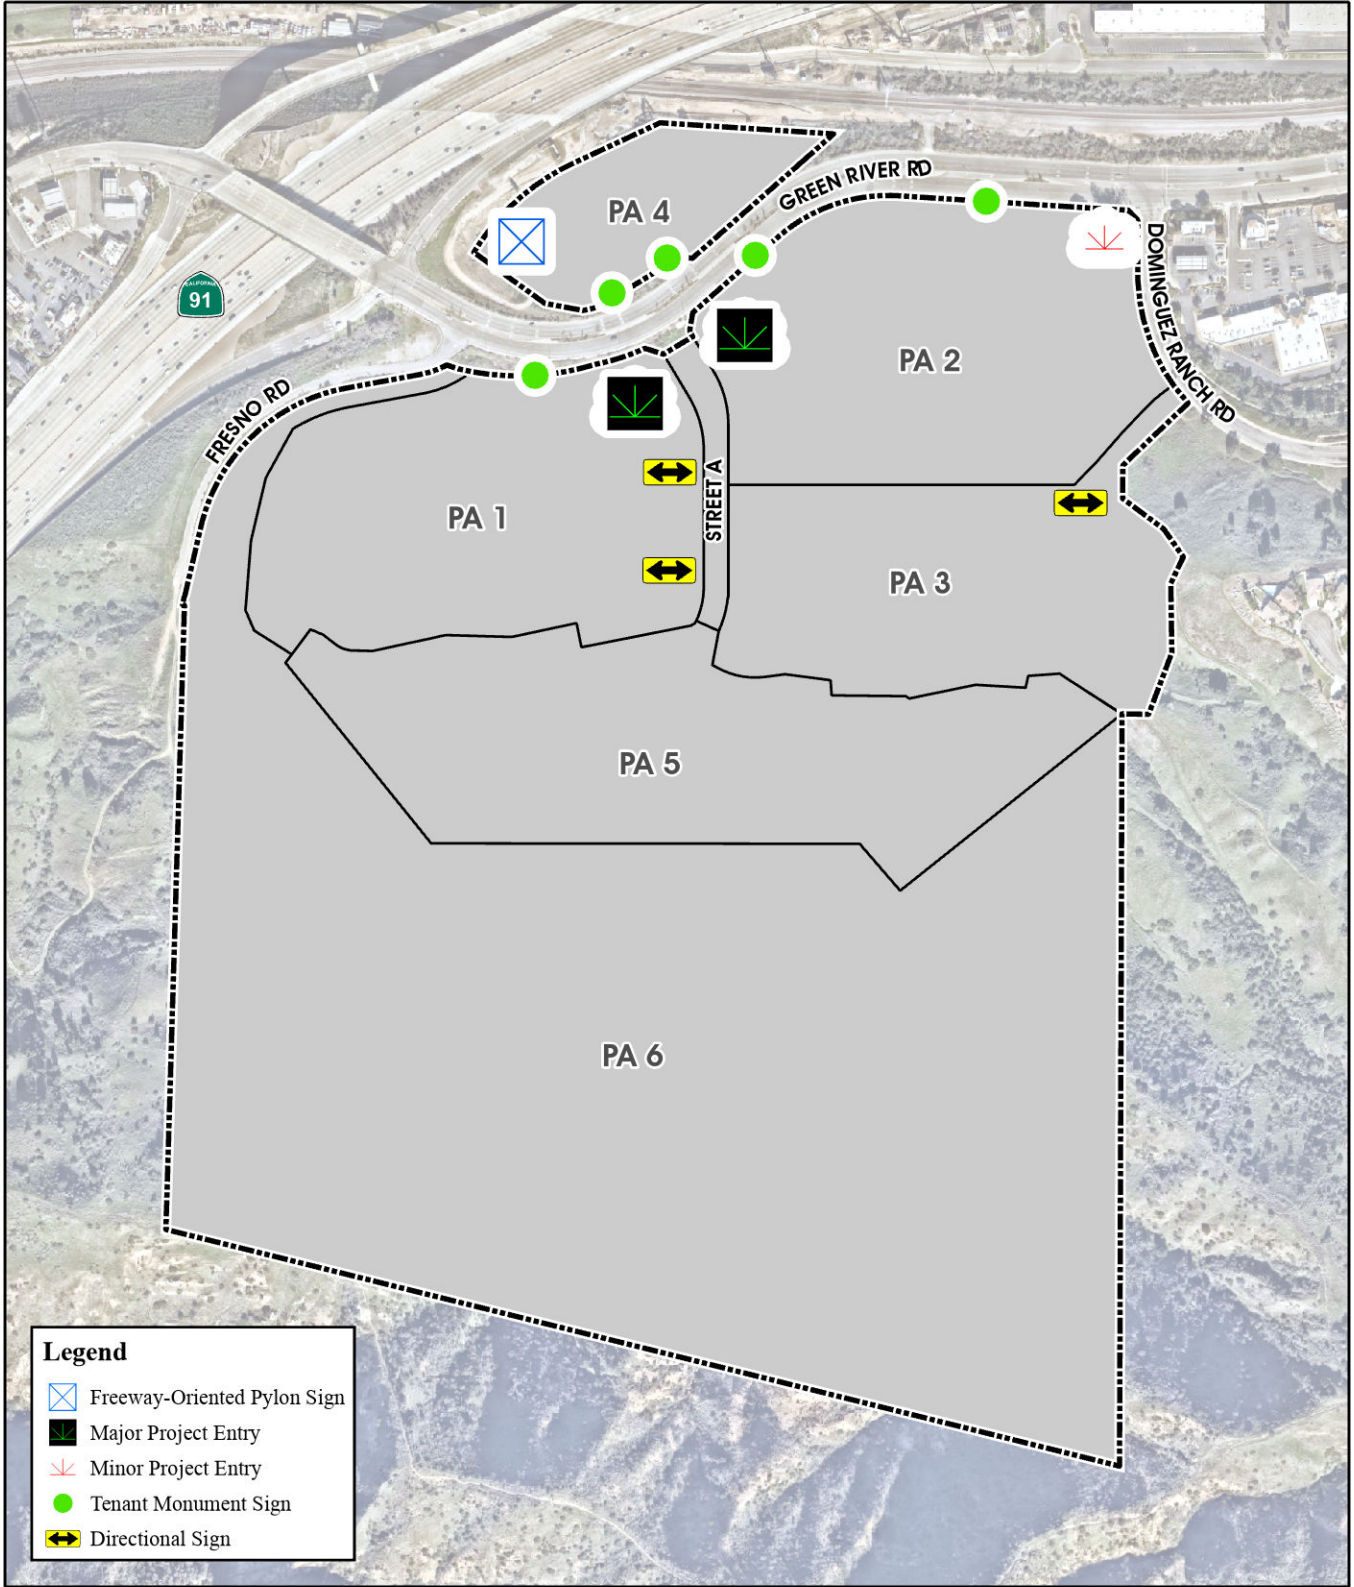 GREEN RIVER RD
PA 4
DOMINGUEZ RANCH RD
CALIFORNIA
91
PA 2
FRESNO RD
STREET A
PA 1
PA 3
PA 5
PA 6
Legend
Freeway-Oriented Pylon Sign
Major Project Entry
Minor Project Entry
Tenant Monument Sign
Directional Sign